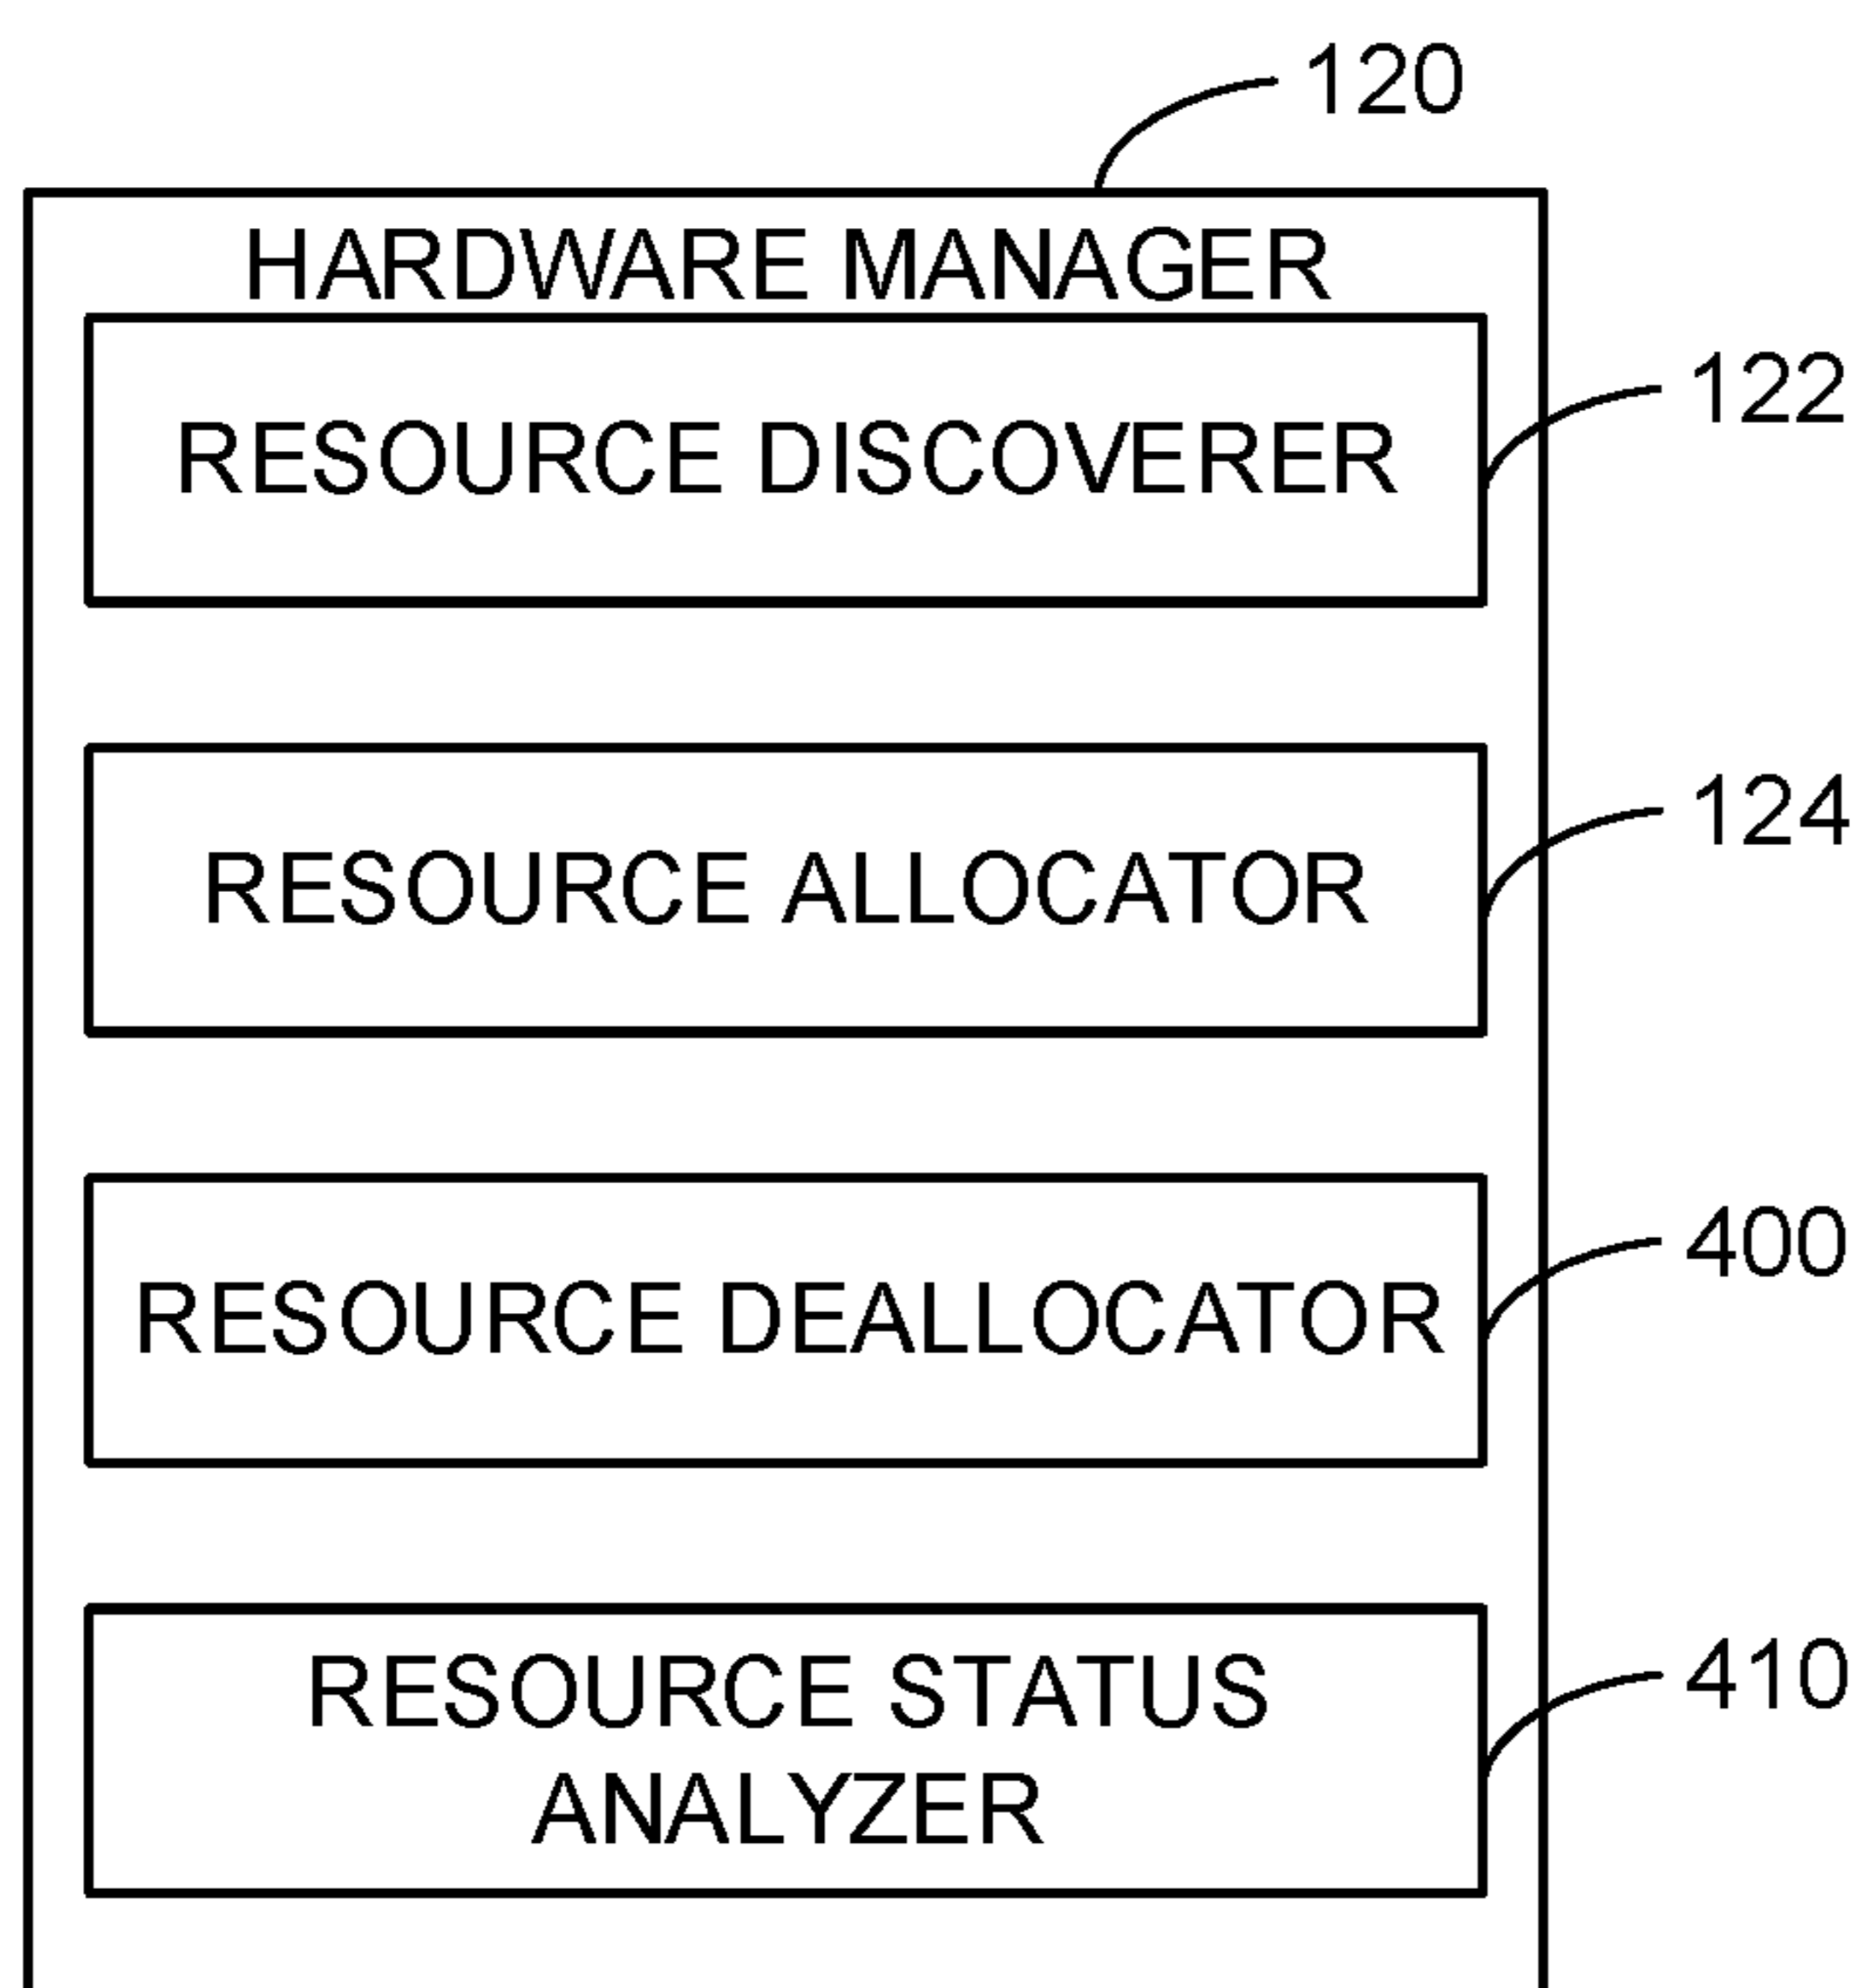 120
HARDWARE MANAGER
122
RESOURCE DISCOVERER
124
RESOURCE ALLOCATOR
400
RESOURCE DEALLOCATOR
410
RESOURCE STATUS
ANALYZER